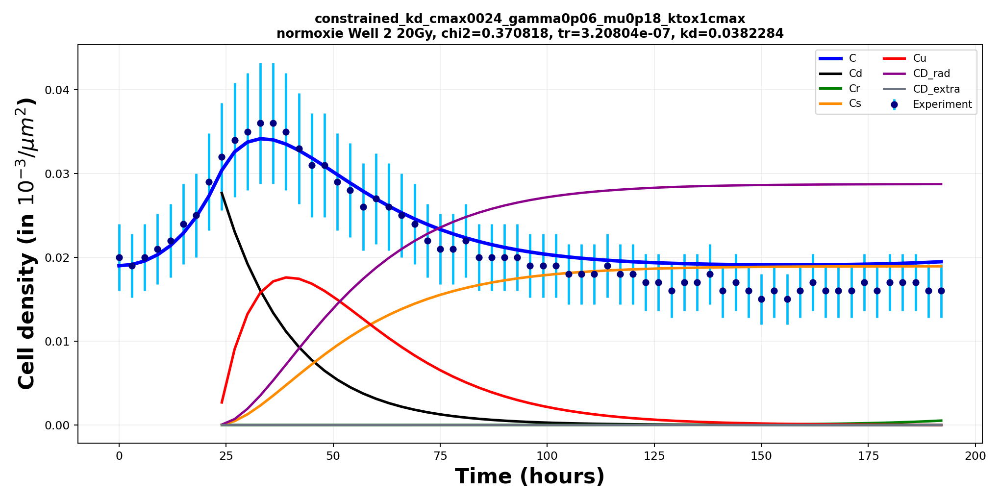 constrained_kd_cmax0024_gamma0p06_mu0p18_ktox1cmax
normoxie Well 2 20Gy, chi2=0.370818, tr=3.20804e-07, kd=0.0382284
Cell density (in 10⁻³/μm²)
0.04
0.03
0.02
0.01
0.00
C
Cd
Cr
Cs
Cu
CD_rad
CD_extra
Experiment
0 25 50 75 100 125 150 175 200
Time (hours)